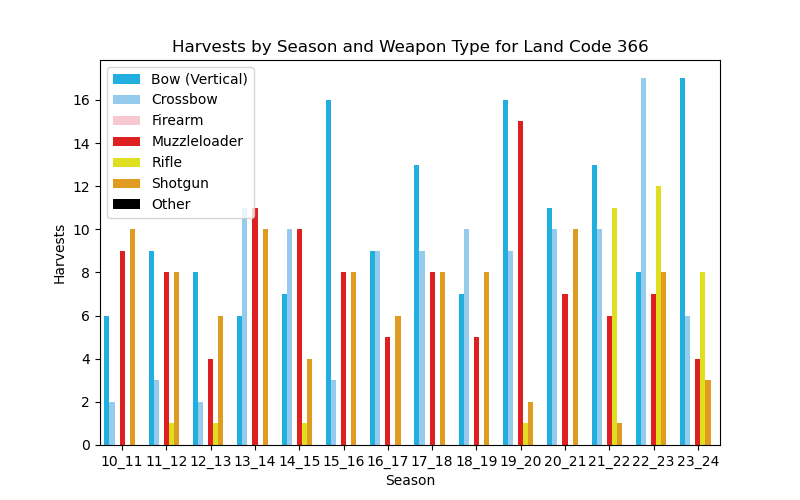 Harvests by Season and Weapon Type for Land Code 366
Bow (Vertical)
Crossbow
Firearm
Muzzleloader
Rifle
Shotgun
Other
16
14
12
10
8
6
4
2
0
Harvests
10_11 11_12 12_13 13_14 14_15 15_16 16_17 17_18 18_19 19_20 20_21 21_22 22_23 23_24
Season